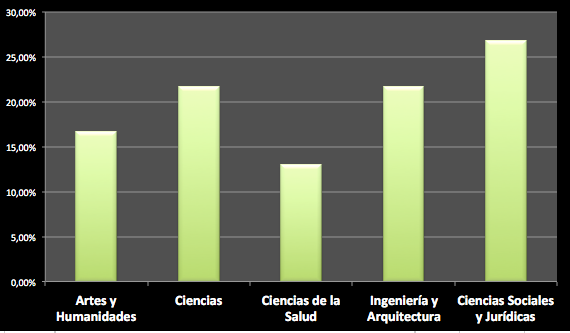 30,00%
25,00%
20,00%
15,00%
10,00%
5,00%
0,00%
Artes y
Humanidades
Ciencias
Ciencias de la
Salud
Ingeniería y
Arquitectura
Ciencias Sociales
y Jurídicas